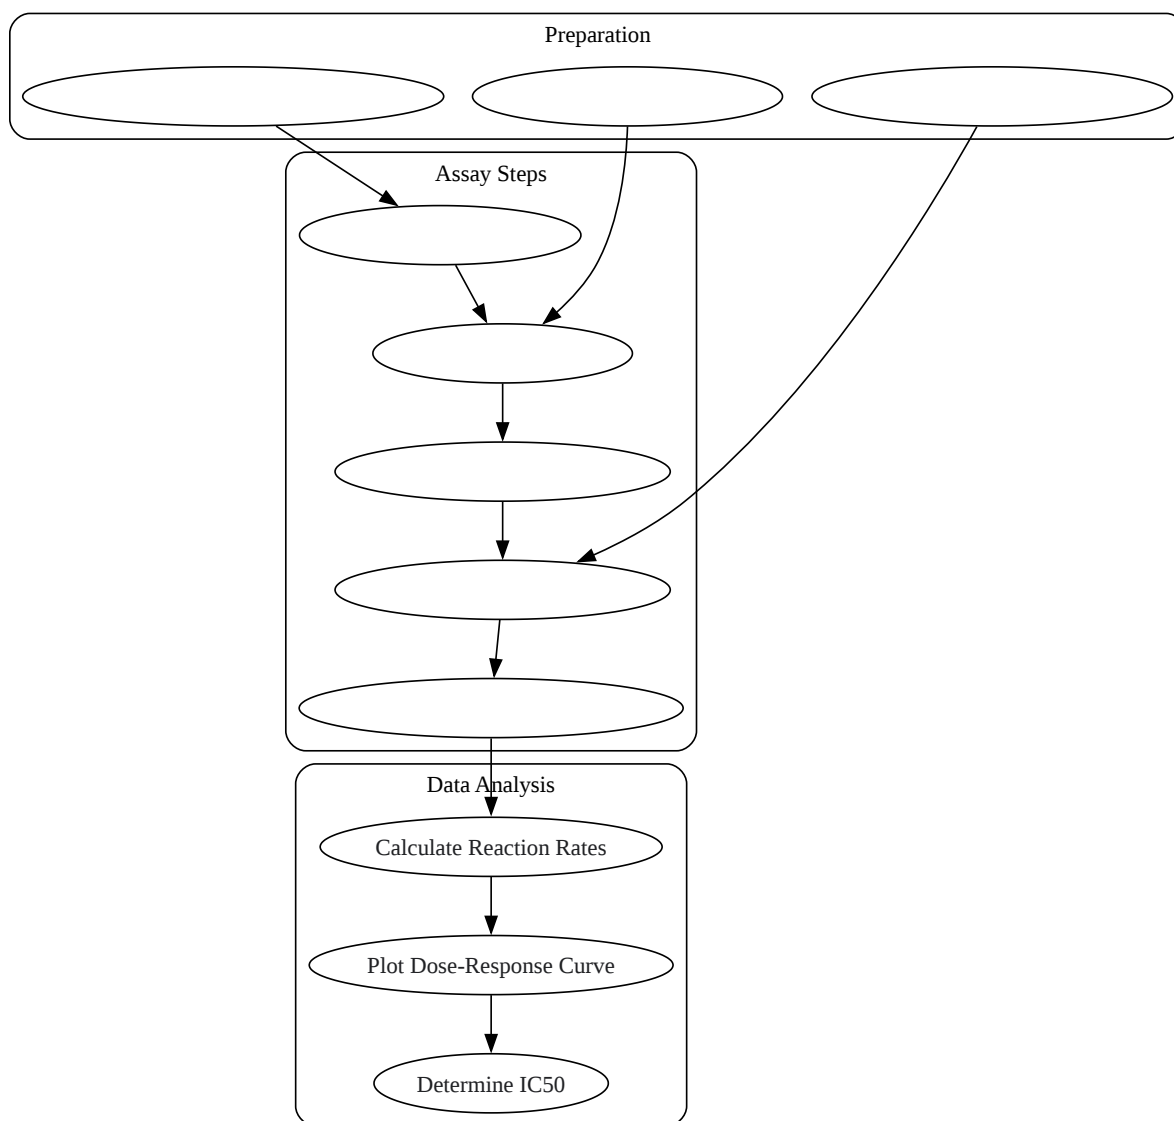 Preparation
Assay Steps
Data Analysis
Calculate Reaction Rates
Plot Dose-Response Curve
Determine IC50